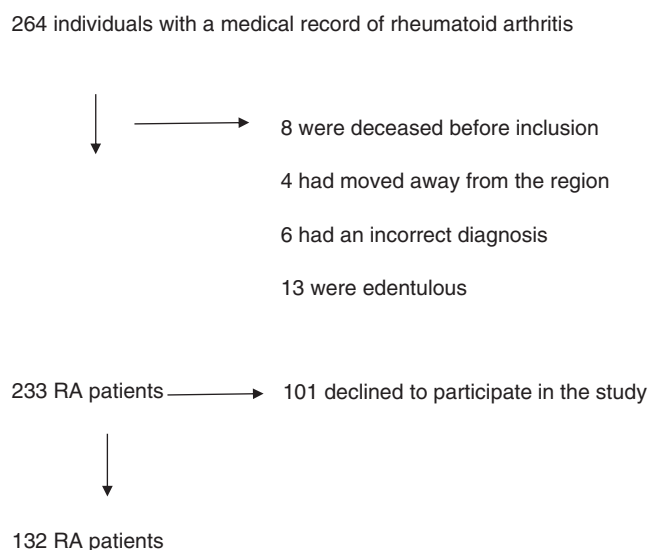 264 individuals with a medical record of rheumatoid arthritis
8 were deceased before inclusion
4 had moved away from the region
6 had an incorrect diagnosis
13 were edentulous
233 RA patients
101 declined to participate in the study
132 RA patients